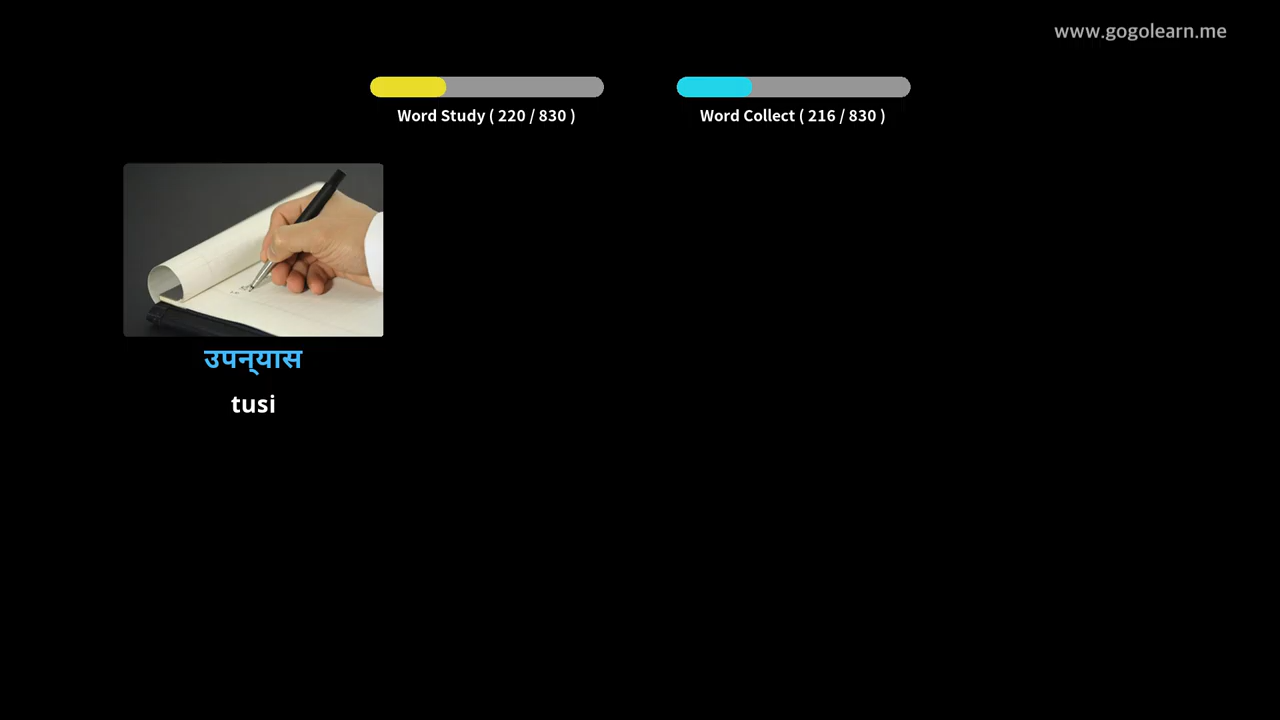 www.gogolearn.me
Word Study ( 220 / 830 )
Word Collect ( 216 / 830 )
उपन्यास
tusi